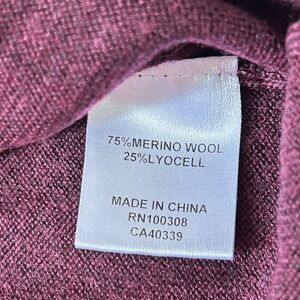 75%MERINO WOOL
25%LYOCELL
MADE IN CHINA
RN100308
CA40339